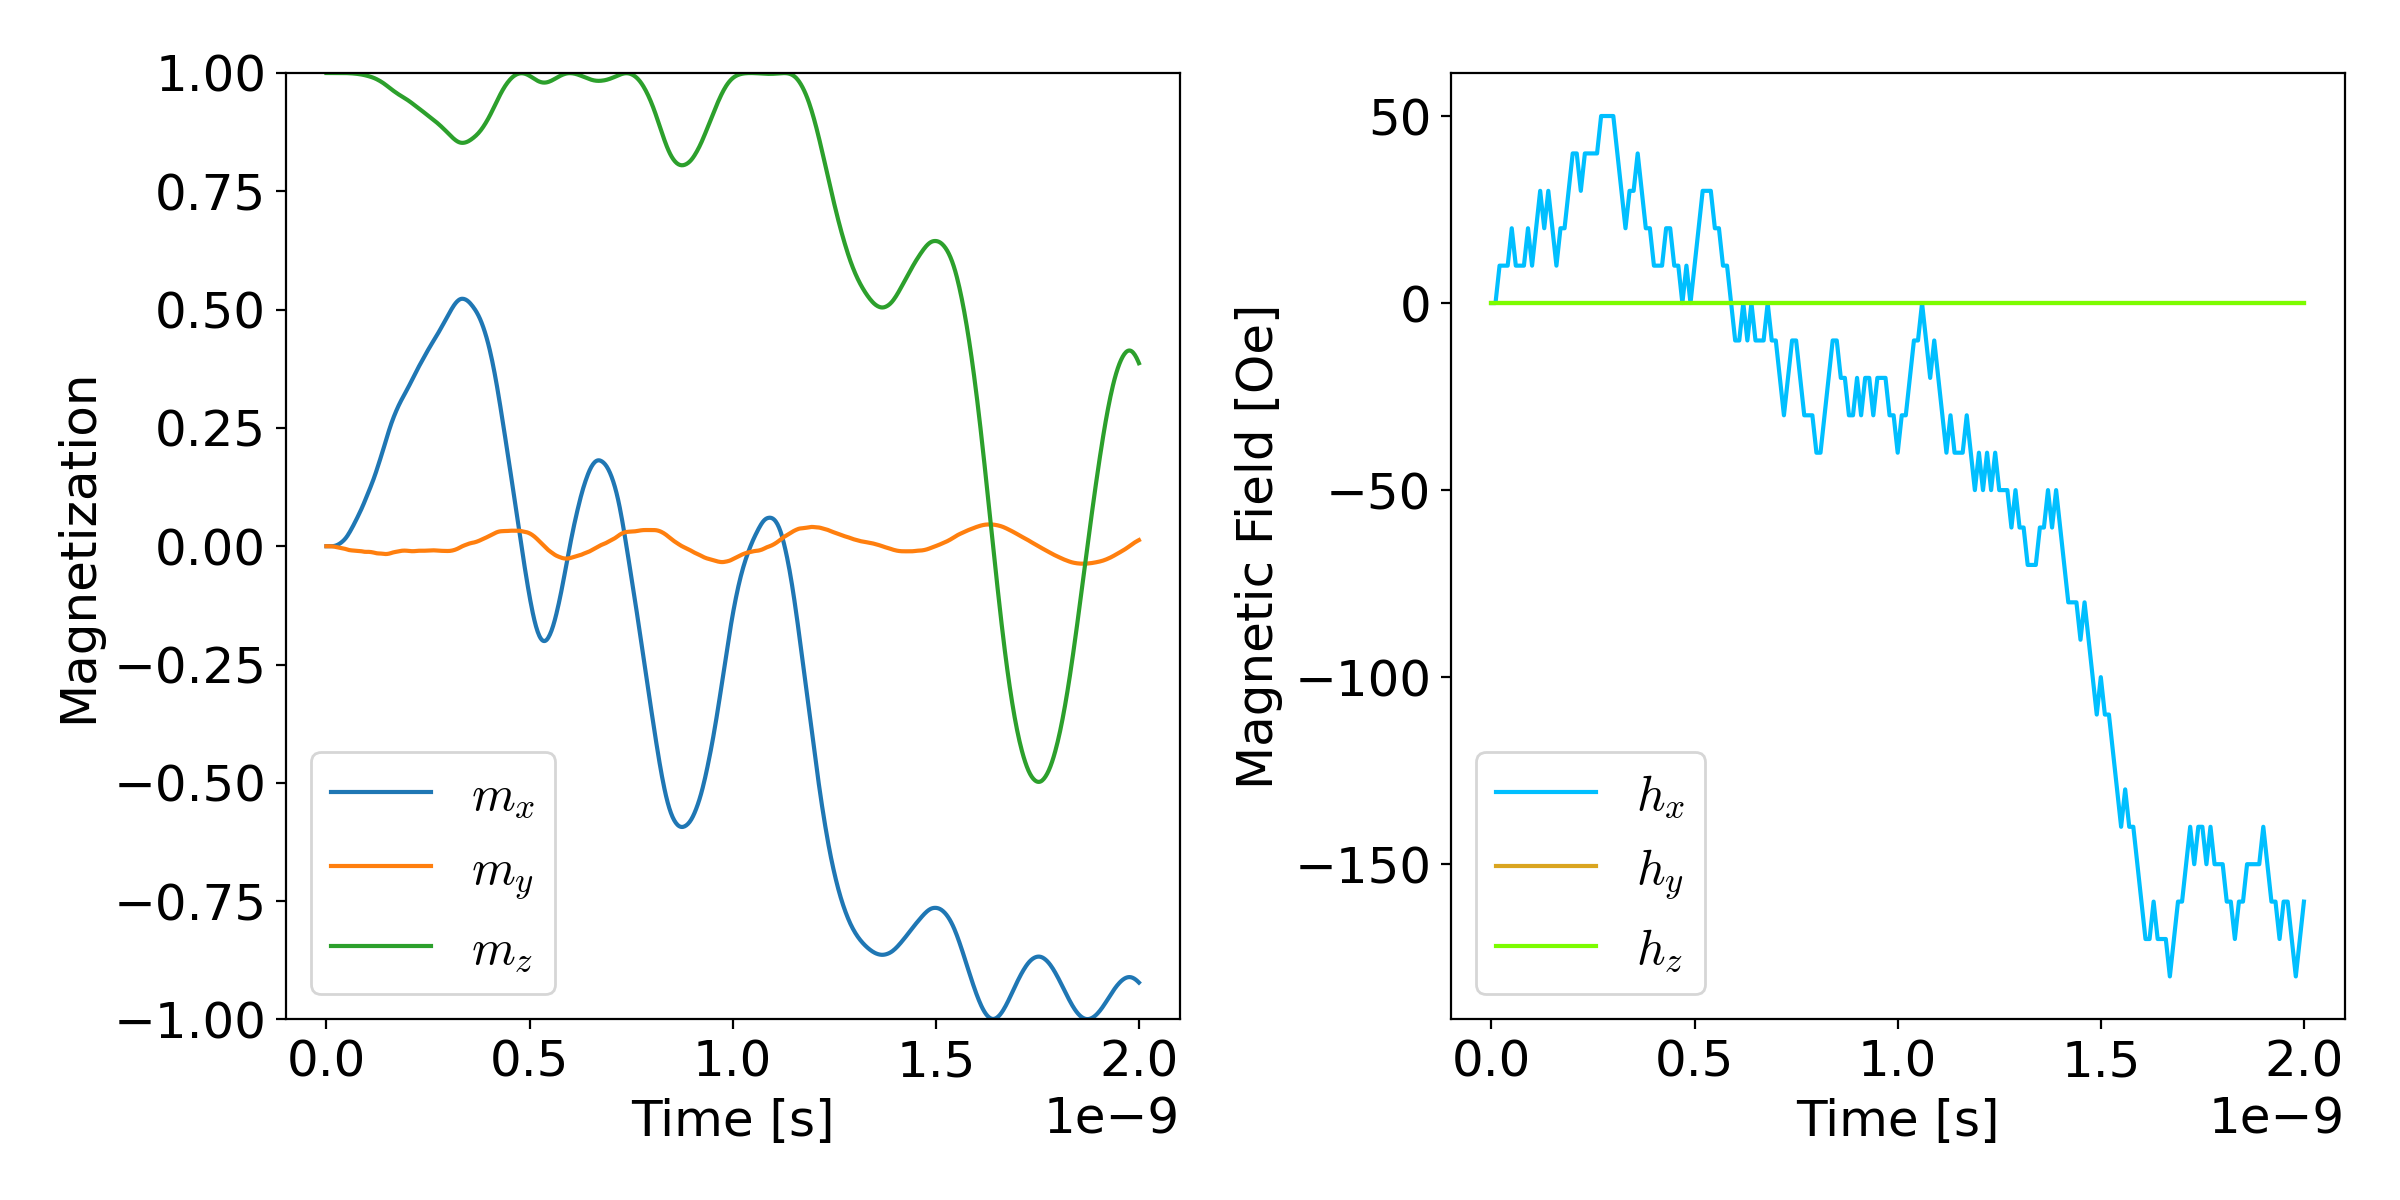 1.00
0.75
0.50
0.25
0.00
−0.25
−0.50
−0.75
−1.00
Magnetization
m_x
m_y
m_z
0.0 0.5 1.0 1.5 2.0
Time [s]
1e−9
50
0
−50
−100
−150
Magnetic Field [Oe]
h_x
h_y
h_z
0.0 0.5 1.0 1.5 2.0
Time [s]
1e−9